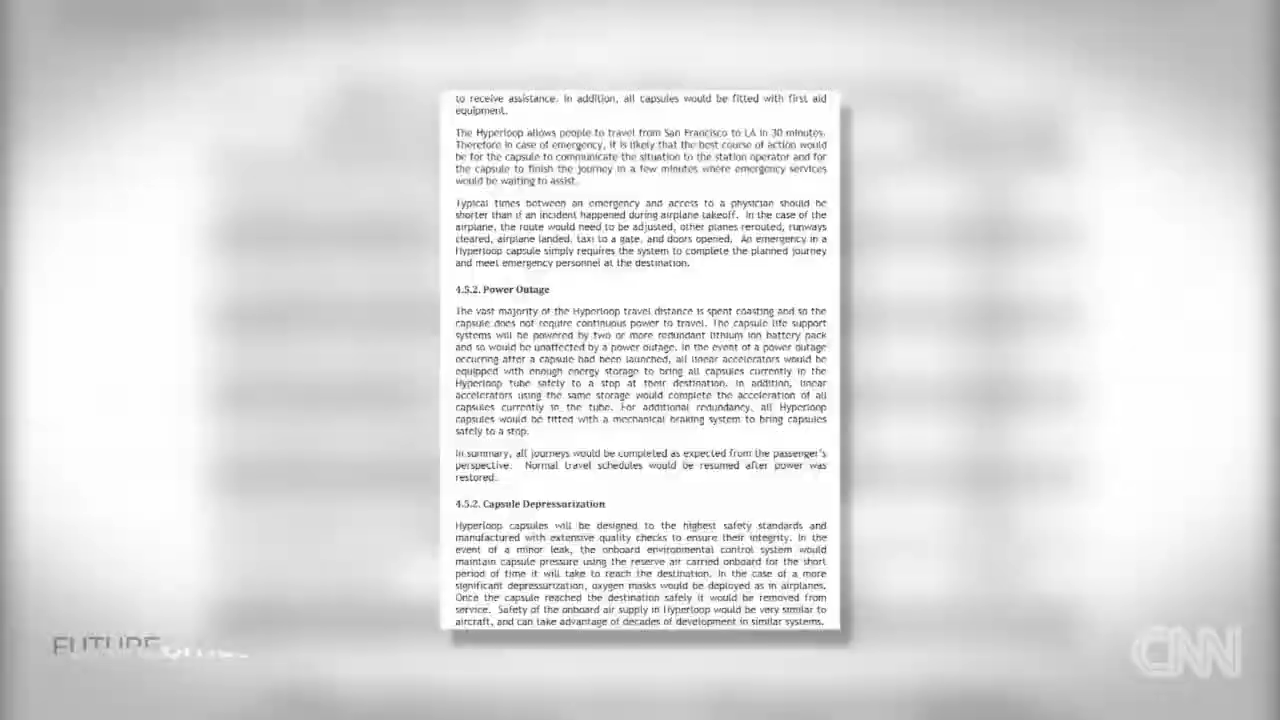 to receive assistance. In addition, all capsules would be fitted with first aid
equipment.
The Hyperloop allows people to travel from San Francisco to LA in 30 minutes.
Therefore in case of emergency, it is likely that the best course of action would
be for the capsule to communicate the situation to the station operator and for
the capsule to finish the journey in a few minutes where emergency services
would be waiting to assist.
Typical times between an emergency and access to a physician should be
shorter than if an incident happened during airplane takeoff. In the case of the
airplane, the route would need to be adjusted, other planes rerouted, runways
cleared, airplane landed, taxi to a gate, and doors opened. An emergency in a
Hyperloop capsule simply requires the system to complete the planned journey
and meet emergency personnel at the destination.
4.5.2. Power Outage
The vast majority of the Hyperloop travel distance is spent coasting and so the
capsule does not require continuous power to travel. The capsule life support
systems will be powered by two or more redundant lithium ion battery pack
and so would be unaffected by a power outage. In the event of a power outage
occurring after a capsule had been launched, all linear accelerators would be
equipped with enough energy storage to bring all capsules currently in the
Hyperloop tube safely to a stop at their destination. In addition, linear
accelerators using the same storage would complete the acceleration of all
capsules currently in the tube. For additional redundancy, all Hyperloop
capsules would be fitted with a mechanical braking system to bring capsules
safely to a stop.
In summary, all journeys would be completed as expected from the passenger's
perspective. Normal travel schedules would be resumed after power was
restored.
4.5.2. Capsule Depressurization
Hyperloop capsules will be designed to the highest safety standards and
manufactured with extensive quality checks to ensure their integrity. In the
event of a minor leak, the onboard environmental control system would
maintain capsule pressure using the reserve air carried onboard for the short
period of time it will take to reach the destination. In the case of a more
significant depressurization, oxygen masks would be deployed as in airplanes.
Once the capsule reached the destination safely it would be removed from
service. Safety of the onboard air supply in Hyperloop would be very similar to
aircraft, and can take advantage of decades of development in similar systems.
FUTURE
CNN